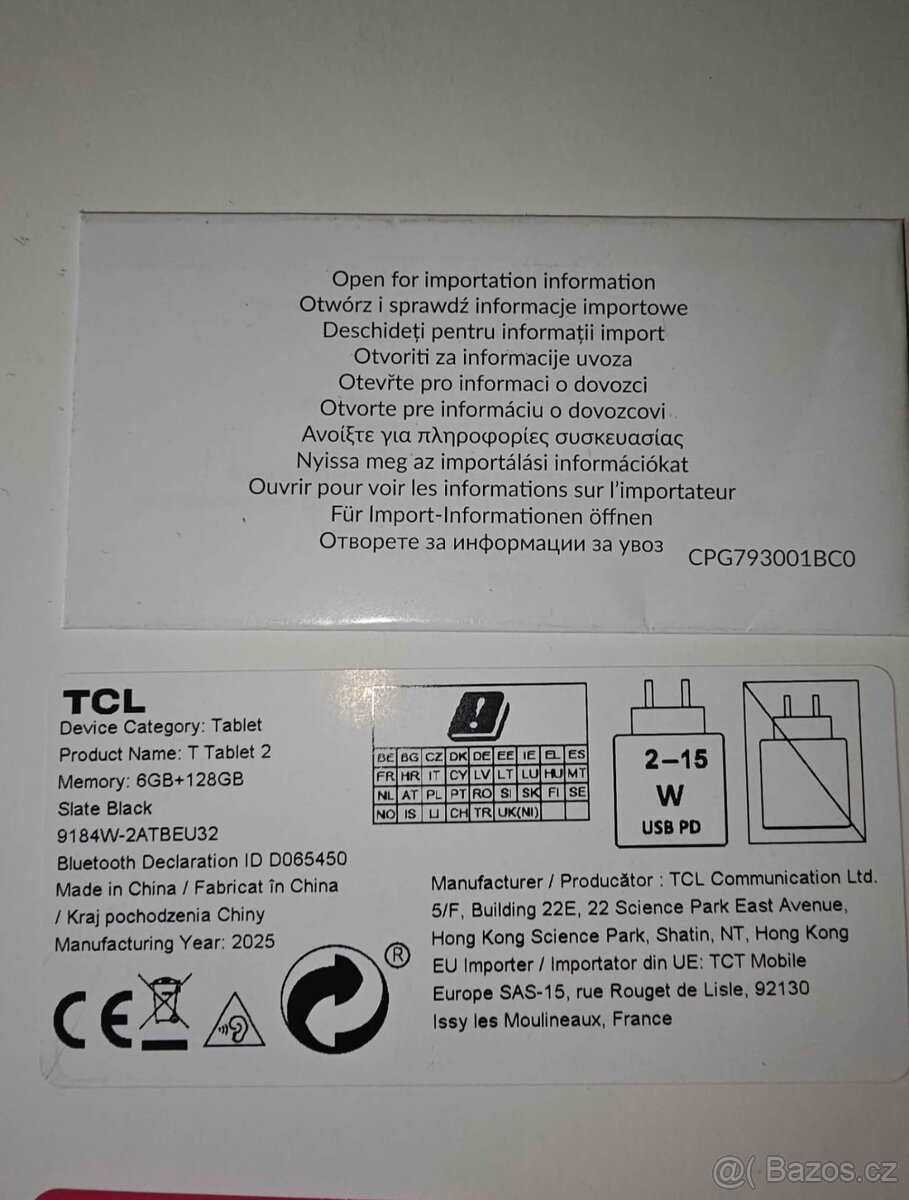 Open for importation information
Otwórz i sprawdź informacje importowe
Deschideți pentru informații import
Otvoriti za informacije uvoza
Otevřte pro informaci o dovozci
Otvorte pre informáciu o dovozcovi
Ανοίξτε για πληροφορίες συσκευασίας
Nyissa meg az importálási információkat
Ouvrir pour voir les informations sur l'importateur
Für Import-Informationen öffnen
Отворете за информации за увоз
CPG793001BC0
TCL
Device Category: Tablet
Product Name: T Tablet 2
Memory: 6GB+128GB
Slate Black
9184W-2ATBEU32
Bluetooth Declaration ID D065450
Made in China / Fabricat în China
/ Kraj pochodzenia Chiny
Manufacturing Year: 2025
BE BG CZ DK DE EE IE EL ES
FR HR IT CY LV LT LU HU MT
NL AT PL PT RO SI SK FI SE
NO IS LI CH TR UK(NI)
2–15
W
USB PD
Manufacturer / Producător : TCL Communication Ltd.
5/F, Building 22E, 22 Science Park East Avenue,
Hong Kong Science Park, Shatin, NT, Hong Kong
EU Importer / Importator din UE: TCT Mobile
Europe SAS-15, rue Rouget de Lisle, 92130
Issy les Moulineaux, France
CE
®
@( Bazos.cz